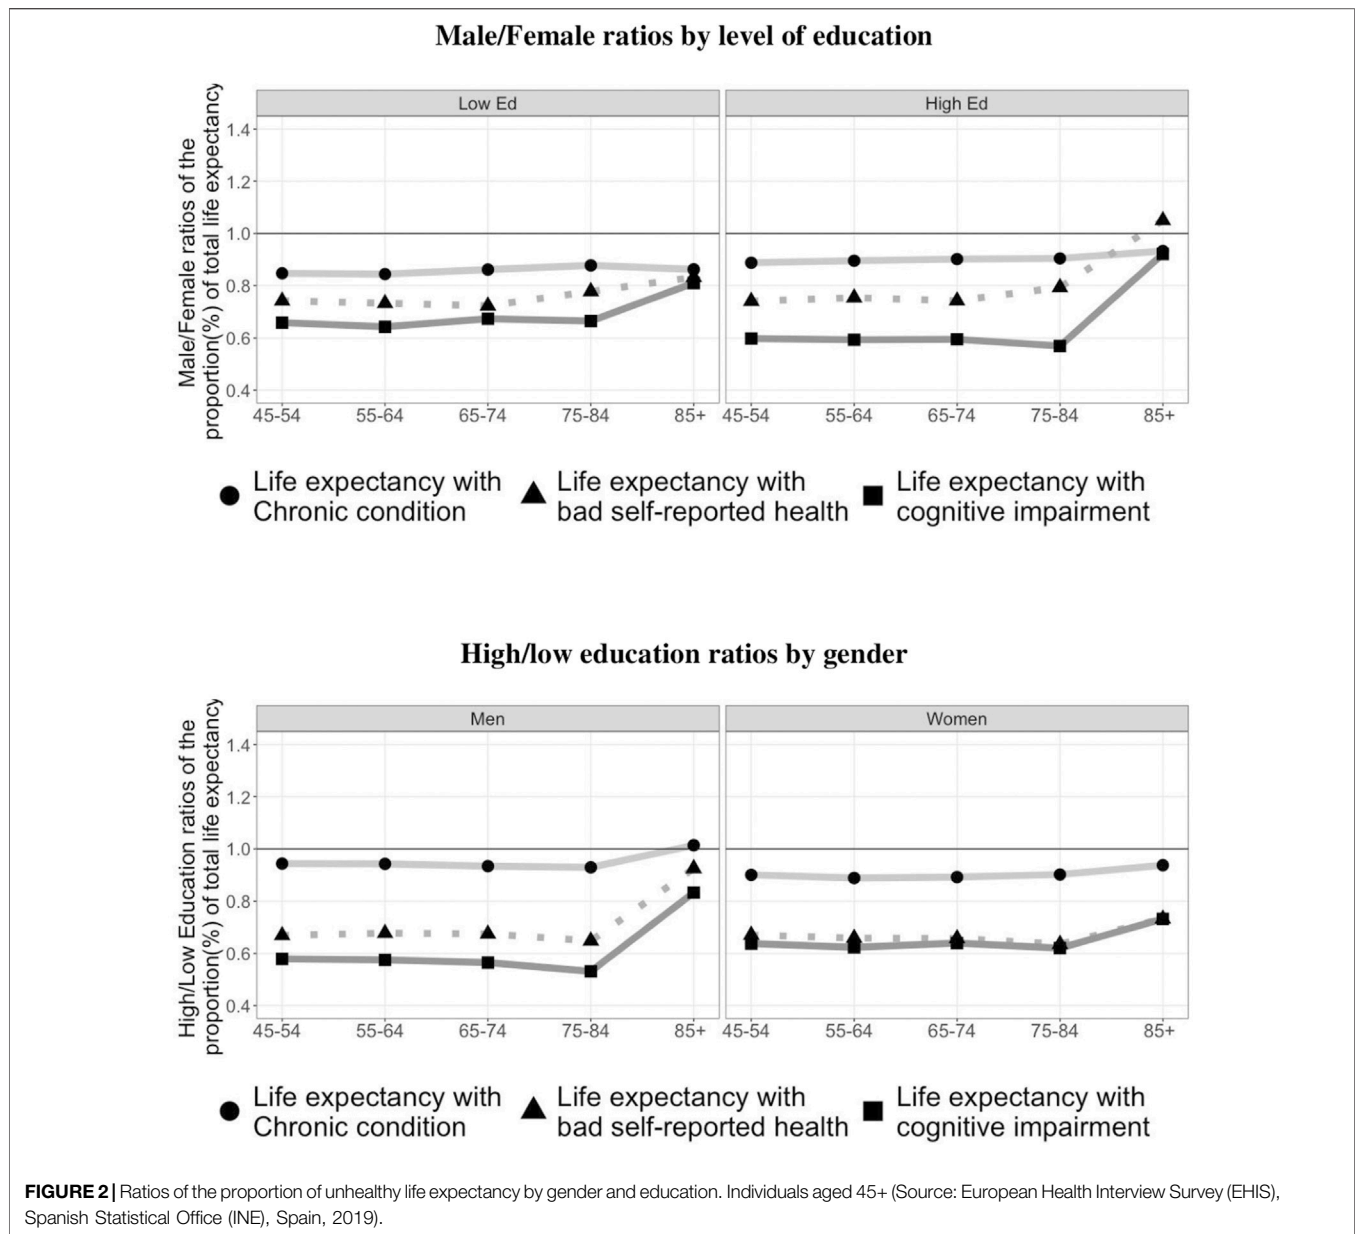 Male/Female ratios by level of education
Male/Female ratios of the
proportion(%) of total life expectancy
Low Ed
High Ed
1.4
1.2
1.0
0.8
0.6
0.4
45-54 55-64 65-74 75-84 85+
45-54 55-64 65-74 75-84 85+
Life expectancy with
Chronic condition
Life expectancy with
bad self-reported health
Life expectancy with
cognitive impairment
High/low education ratios by gender
High/Low Education ratios of the
proportion(%) of total life expectancy
Men
Women
1.4
1.2
1.0
0.8
0.6
0.4
45-54 55-64 65-74 75-84 85+
45-54 55-64 65-74 75-84 85+
Life expectancy with
Chronic condition
Life expectancy with
bad self-reported health
Life expectancy with
cognitive impairment
FIGURE 2 | Ratios of the proportion of unhealthy life expectancy by gender and education. Individuals aged 45+ (Source: European Health Interview Survey (EHIS),
Spanish Statistical Office (INE), Spain, 2019).